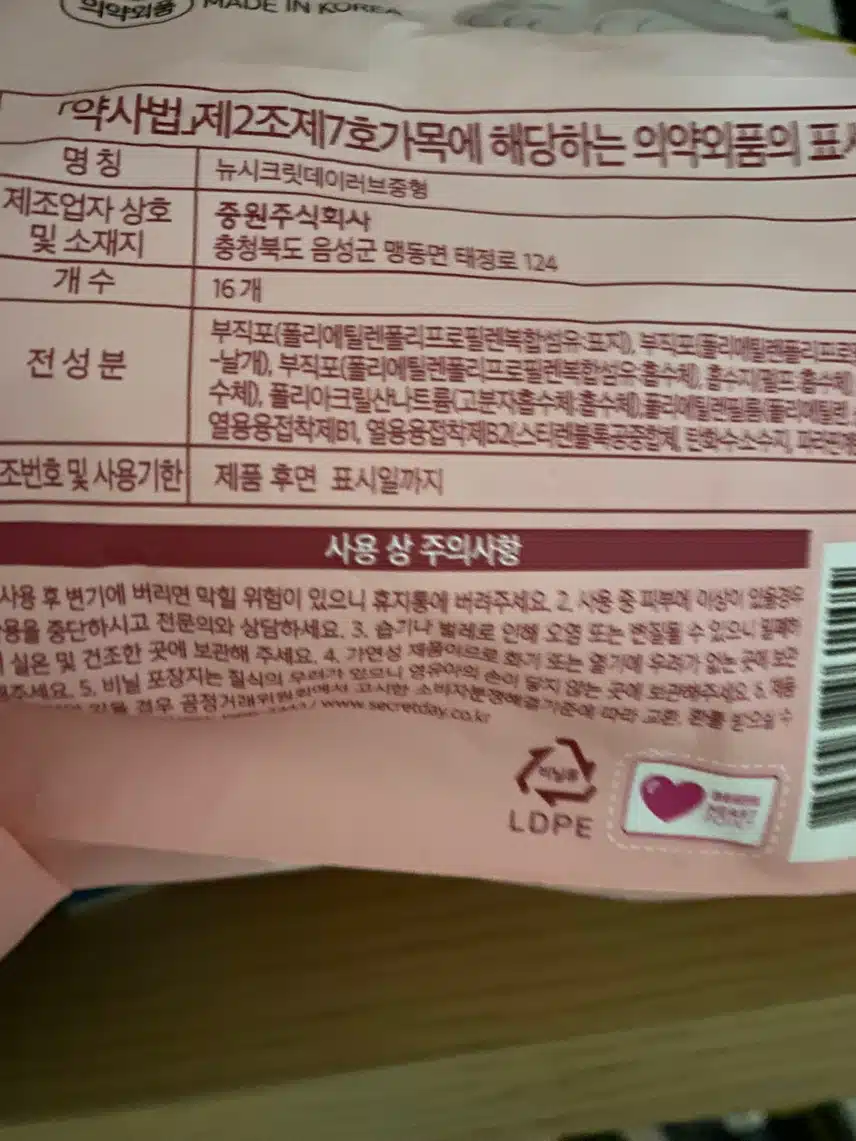 의약외품 MADE IN KOREA
「약사법」제2조제7호가목에 해당하는 의약외품의 표시
명칭 뉴시크릿데이러브중형
제조업자 상호 및 소재지 중원주식회사
충청북도 음성군 맹동면 태정로 124
개수 16개
전성분 부직포(폴리에틸렌폴리프로필렌복합섬유:표지), 부직포(폴리에틸렌폴리프로필
-날개), 부직포(폴리에틸렌폴리프로필렌복합섬유:흡수체), 흡수지(펄프:흡수체),
수체), 폴리아크릴산나트륨(고분자흡수체:흡수체), 폴리에틸렌필름(폴리에틸렌
열용융접착제B1, 열용융접착제B2(스티렌블록공중합체, 탄화수소수지,
조번호 및 사용기한 제품 후면 표시일까지
사용 상 주의사항
사용 후 변기에 버리면 막힐 위험이 있으니 휴지통에 버려주세요. 2. 사용 중 피부에 이상이 있을경우
용을 중단하시고 전문의와 상담하세요. 3. 습기나 벌레로 인해 오염 또는 변질될 수 있으니 밀폐하
실온 및 건조한 곳에 보관해 주세요. 4. 가연성 제품이므로 화기 또는 열기에 우려가 없는 곳에 보관
해주세요. 5. 비닐 포장지는 질식의 우려가 있으니 영유아의 손이 닿지 않는 곳에 보관해주세요. 6. 제품
있을 경우 공정거래위원회에서 고시한 소비자분쟁해결기준에 따라 교환, 환불 받으실 수
www.secretday.co.kr
비닐류
LDPE